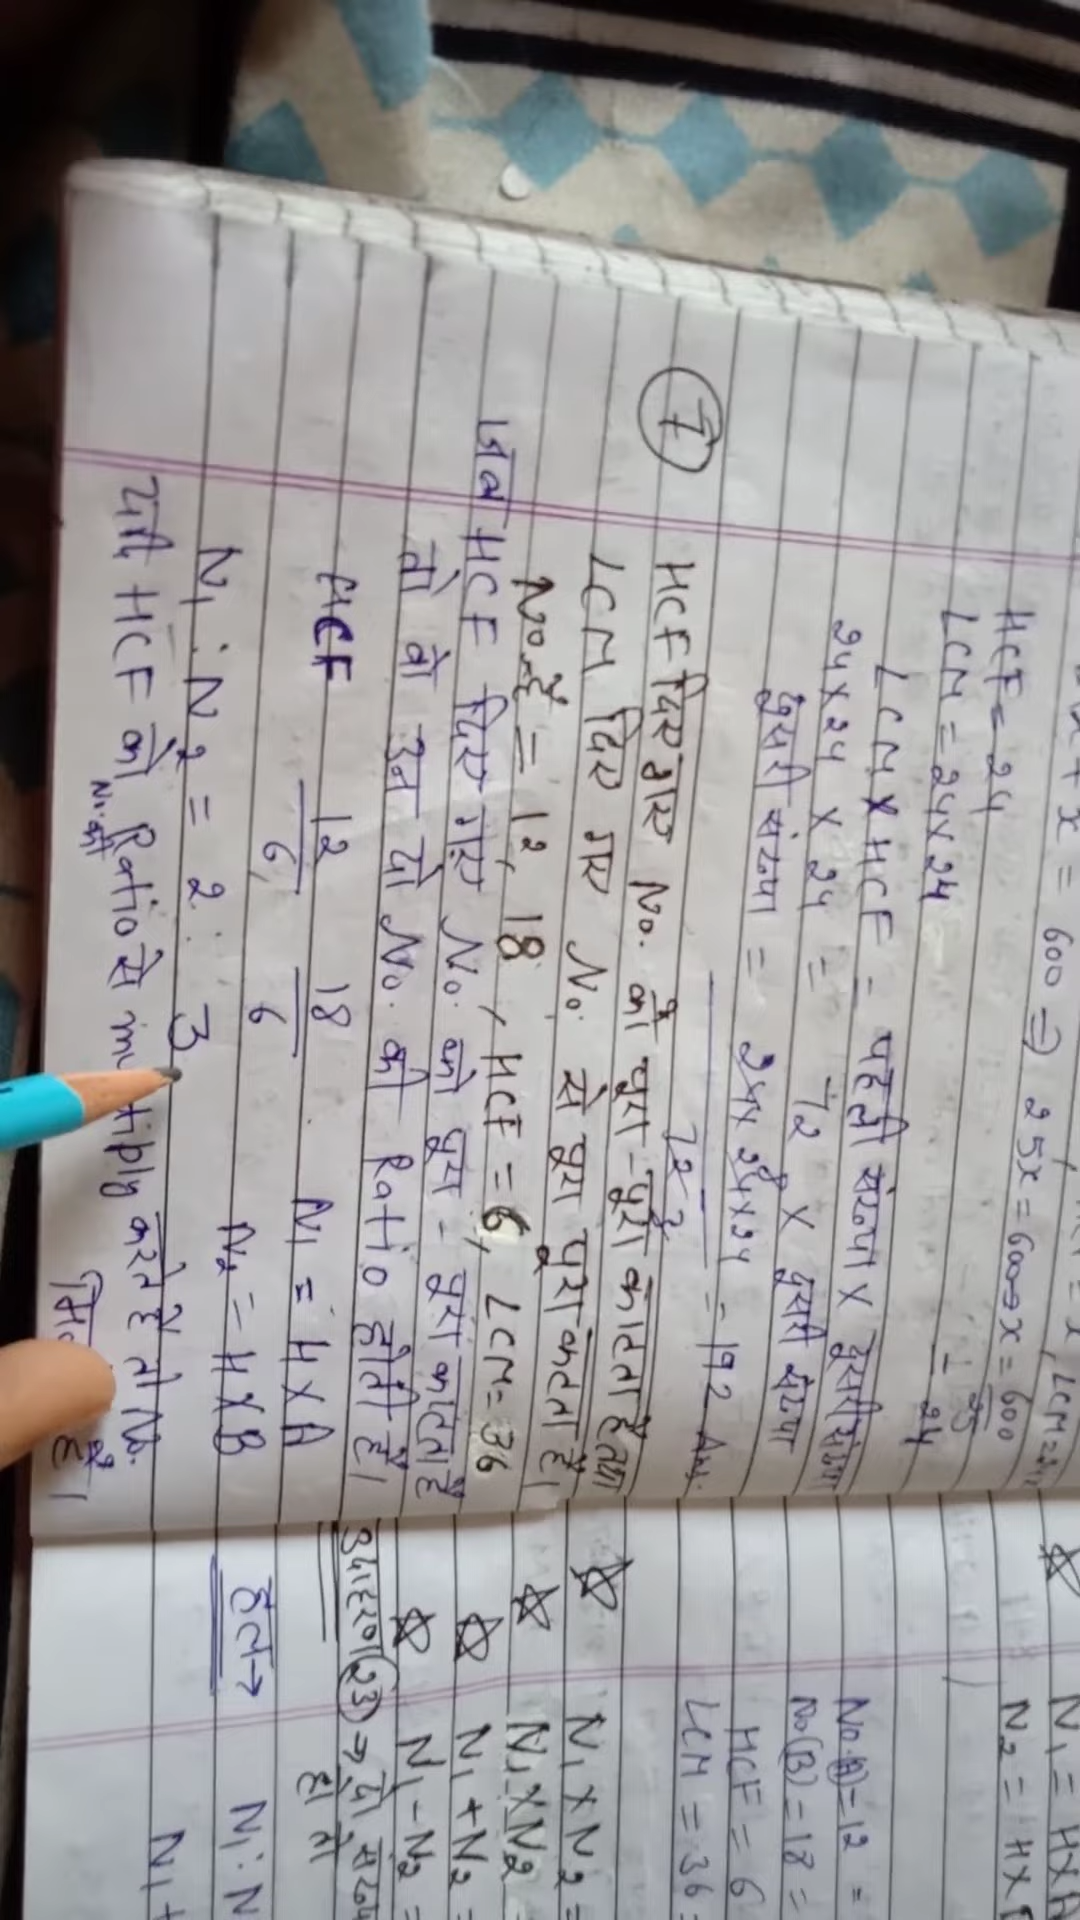 + x = 600 ⇒ 25x = 600 ⇒ x = 600
25
HCF = 24
LCM = 24 × 24
LCM × HCF = पहली संख्या × दुसरी संख्या
24 × 24 × 24 = 72 × दुसरी संख्या
दुसरी संख्या = 24 × 24 × 24 = 192 Ans.
72
⑦ HCF दिए गए No. को पुरा-पुरा काटता है तथा
LCM दिए गए No. से पुरा पुरा कटता है।
No. है = 12, 18, HCF = 6, LCM = 36
जब HCF दिए गए No. को पुरा-पुरा काटता है
तो वो उन दो No. की Ratio होती है।
HCF 12 18 N1 = H × A
6, 6 N2 = H × B
N1 : N2 = 2 : 3
यदि HCF को No. की Ratio से करते है तो No.
है।
N1 = H × A
N2 = H ×
No. (A) = 12 =
No (B) = 18 =
HCF = 6
LCM = 36
☆ N1 × N2 =
☆ N1 × N2
☆ N1 + N2 =
☆ N1 - N2 =
उदाहरण (23) → दो संख्या
हो तो
हल → N1 : N
N1 +